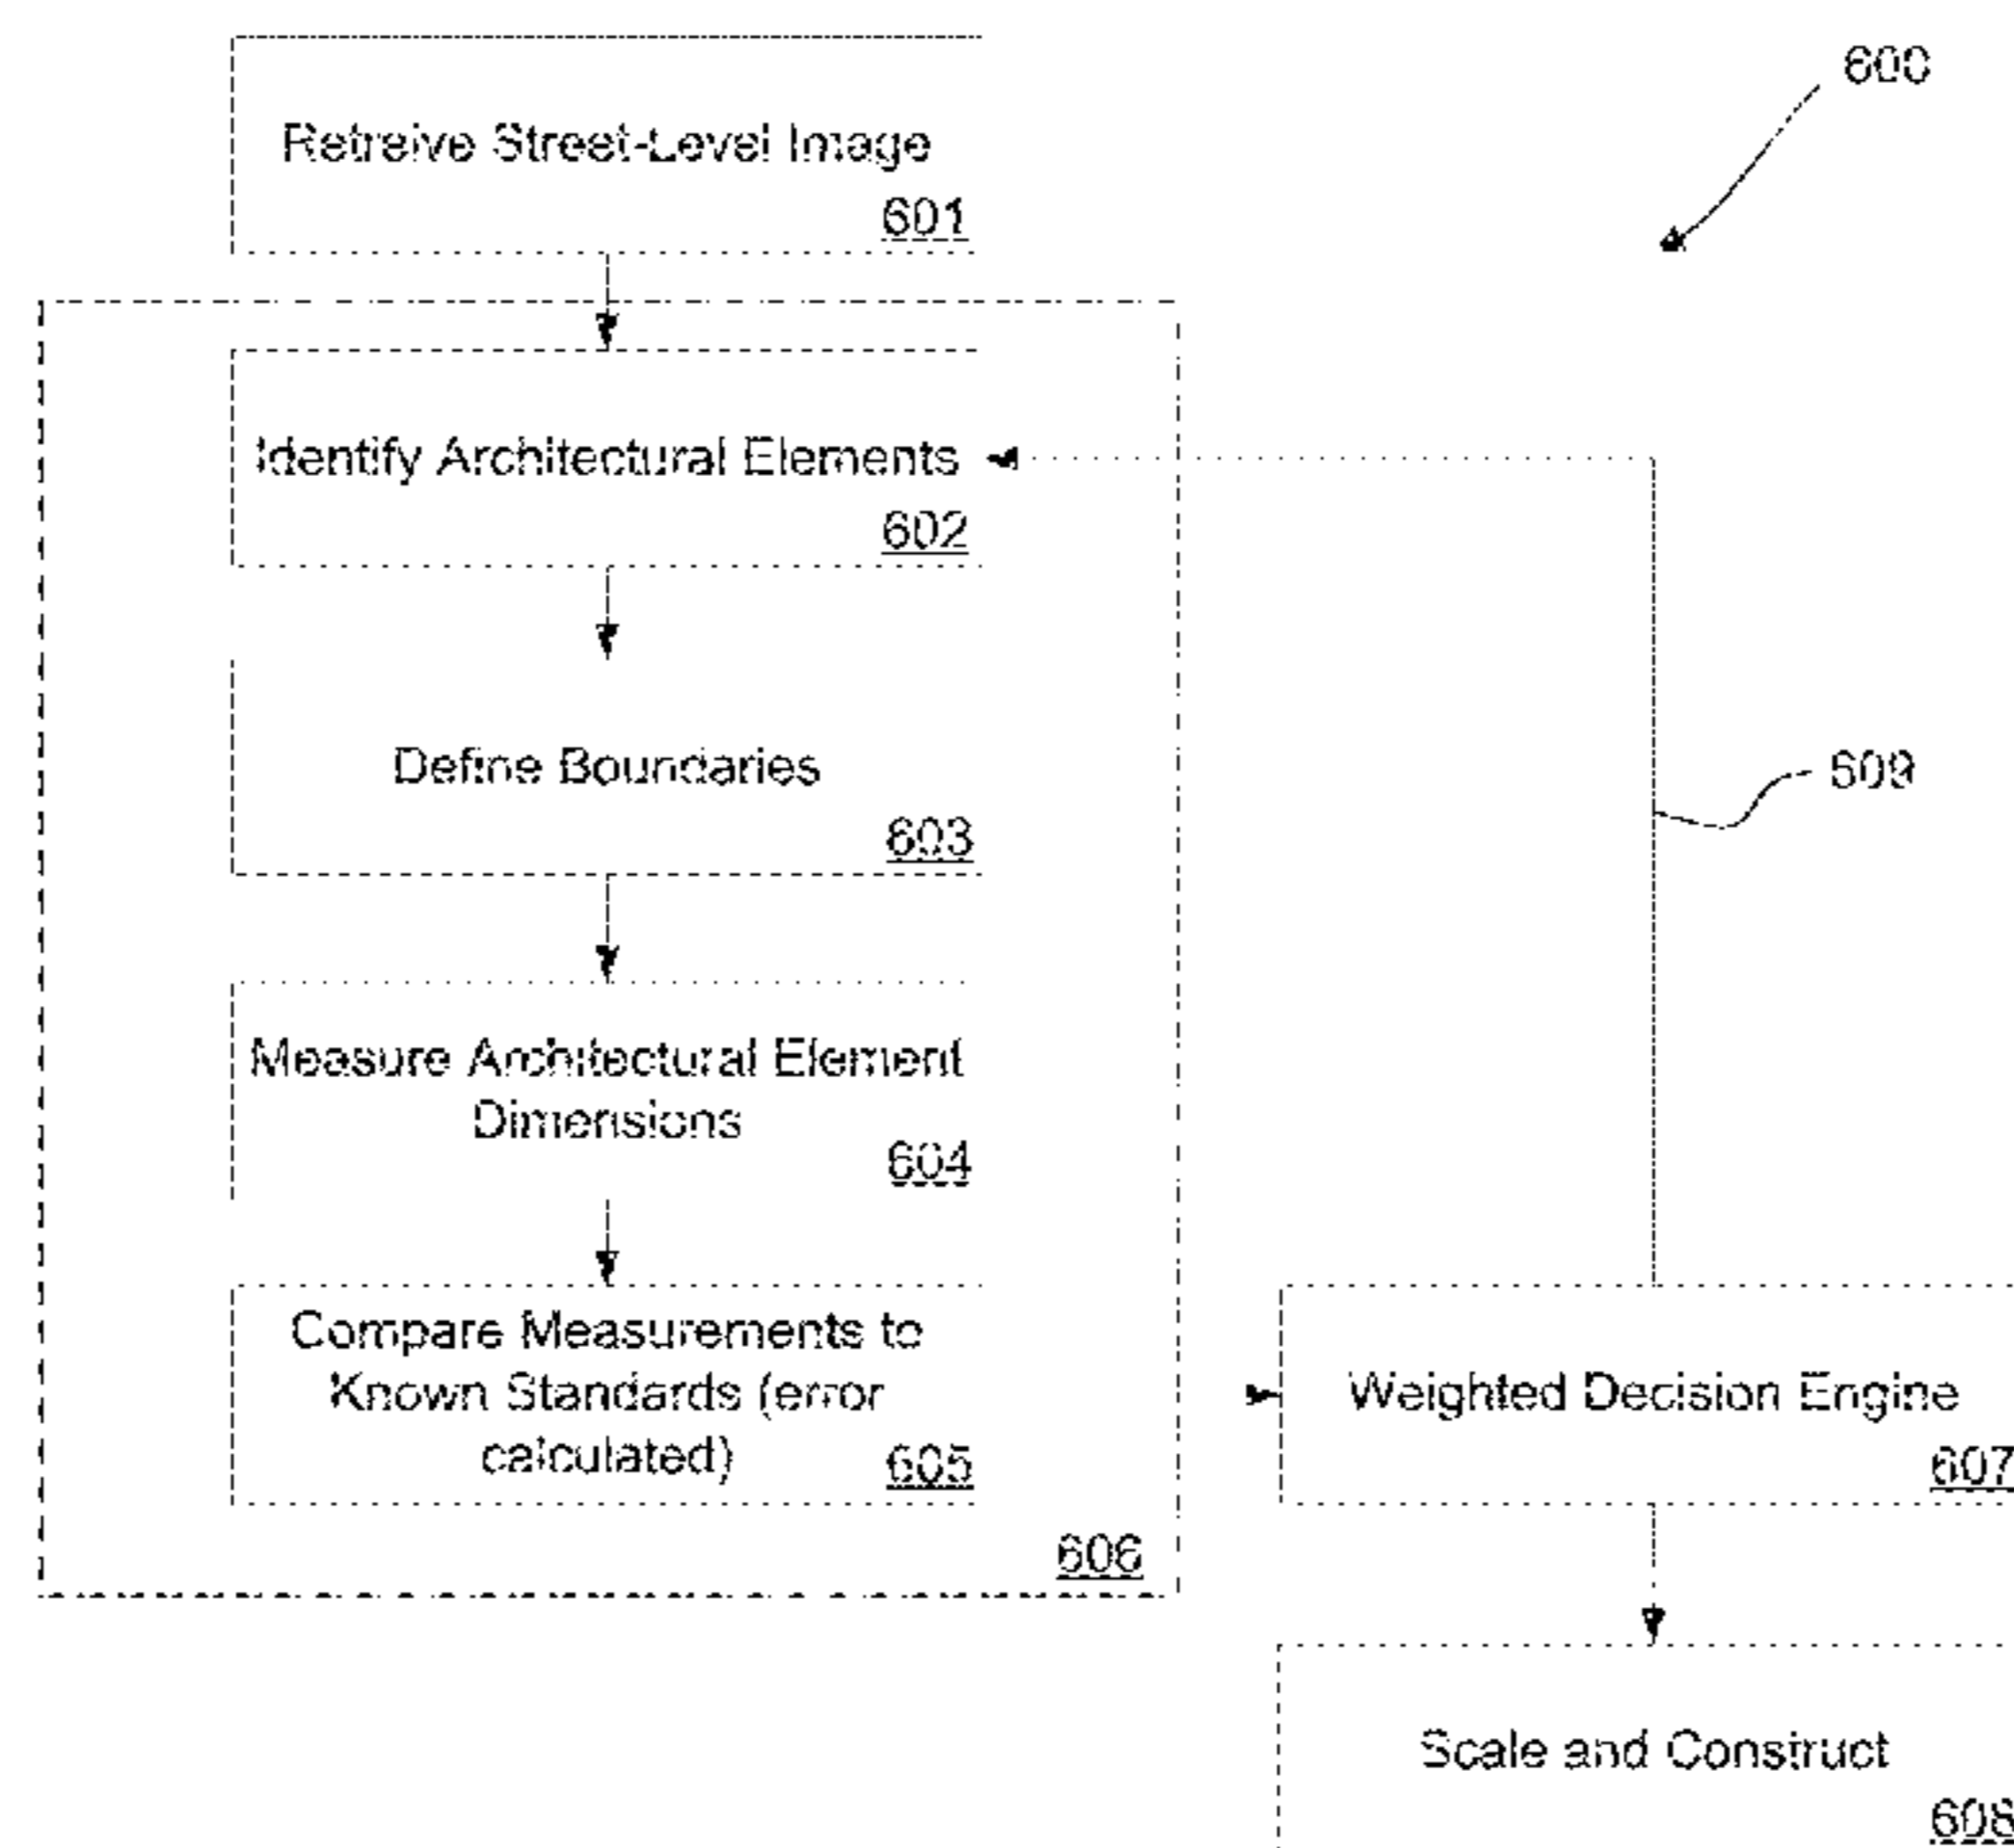 600
Retreive Street-Level Image
601
Identify Architectural Elements
602
Define Boundaries
603
609
Measure Architectural Element
Dimensions
604
Compare Measurements to
Known Standards (error
calculated)
605
606
Weighted Decision Engine
607
Scale and Construct
608